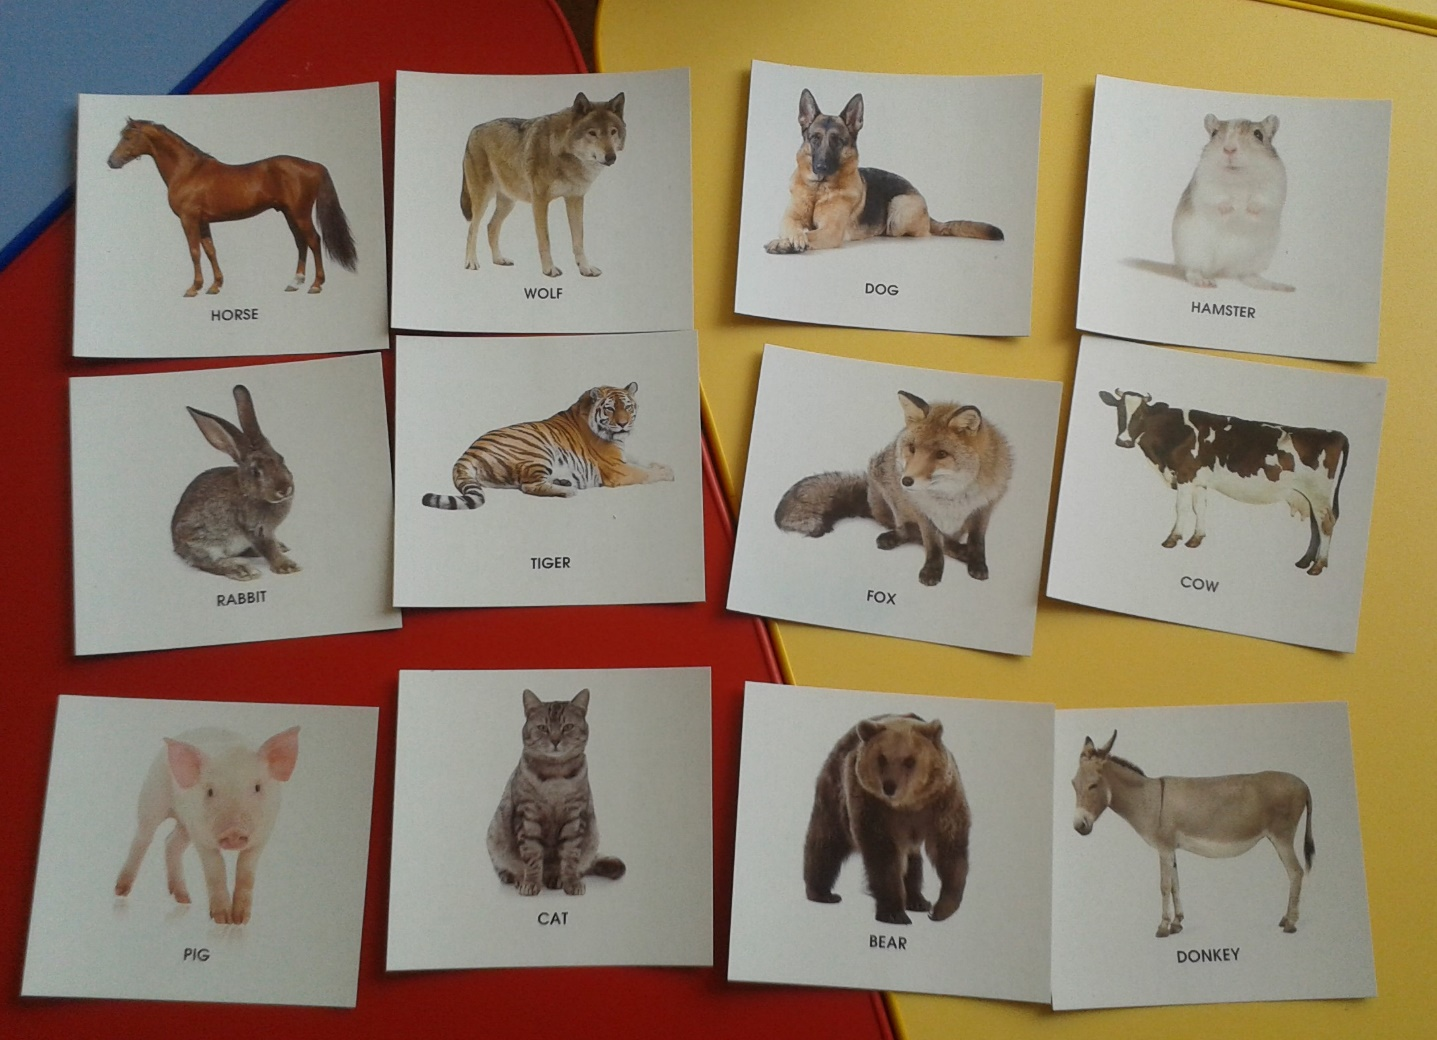 HORSE
WOLF
DOG
HAMSTER
RABBIT
TIGER
FOX
COW
PIG
CAT
BEAR
DONKEY